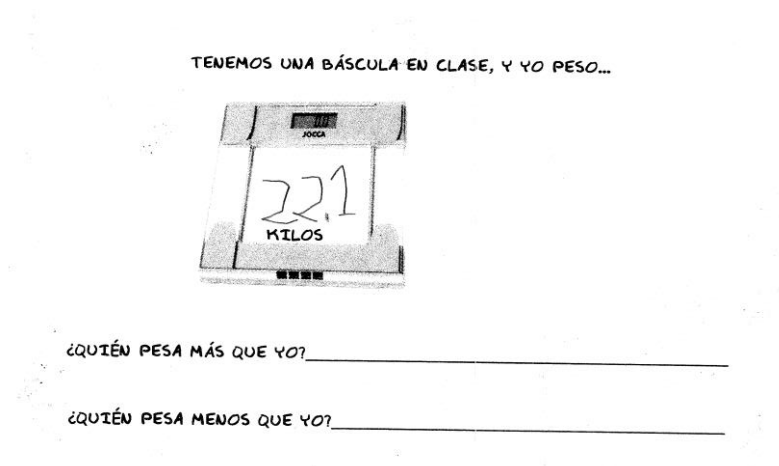 TENEMOS UNA BÁSCULA EN CLASE, Y YO PESO...
JOCCA
22,1
KILOS
¿QUIÉN PESA MÁS QUE YO?
¿QUIÉN PESA MENOS QUE YO?